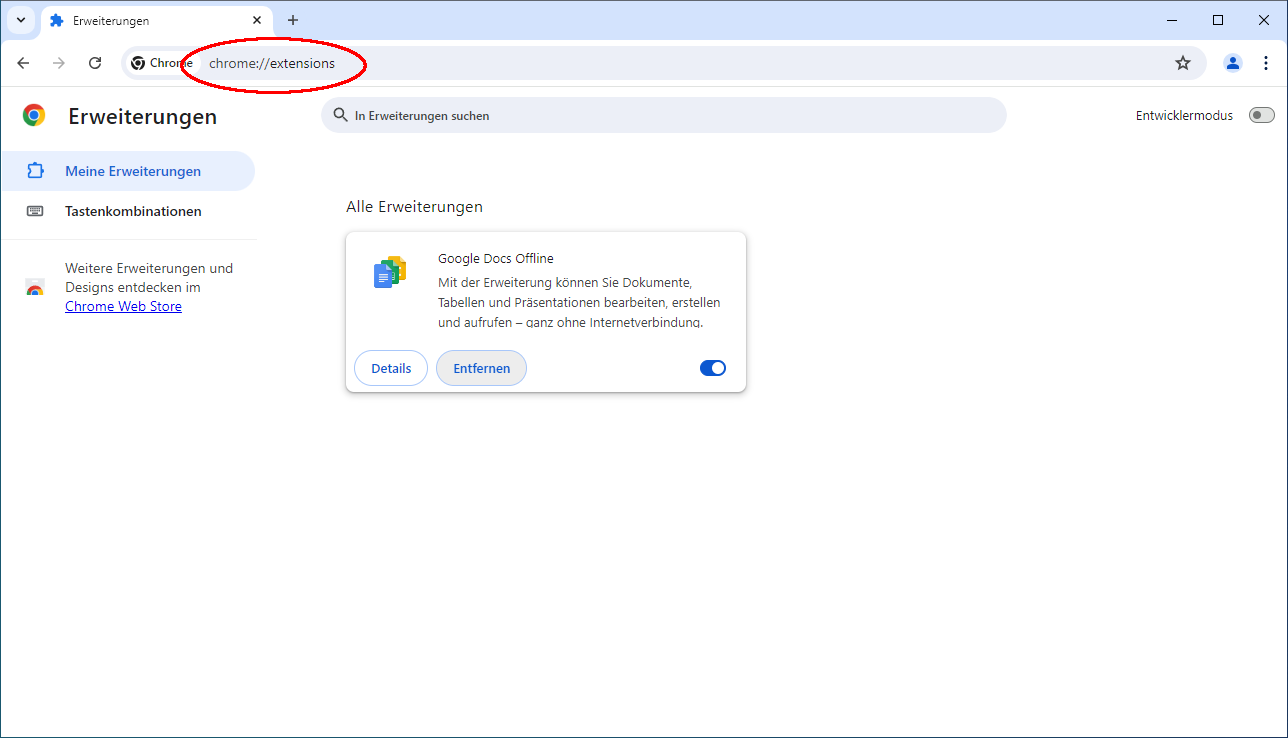 Erweiterungen
Chrome
chrome://extensions
Erweiterungen
In Erweiterungen suchen
Entwicklermodus
Meine Erweiterungen
Tastenkombinationen
Weitere Erweiterungen und
Designs entdecken im
Chrome Web Store
Alle Erweiterungen
Google Docs Offline
Mit der Erweiterung können Sie Dokumente,
Tabellen und Präsentationen bearbeiten, erstellen
und aufrufen – ganz ohne Internetverbindung.
Details
Entfernen